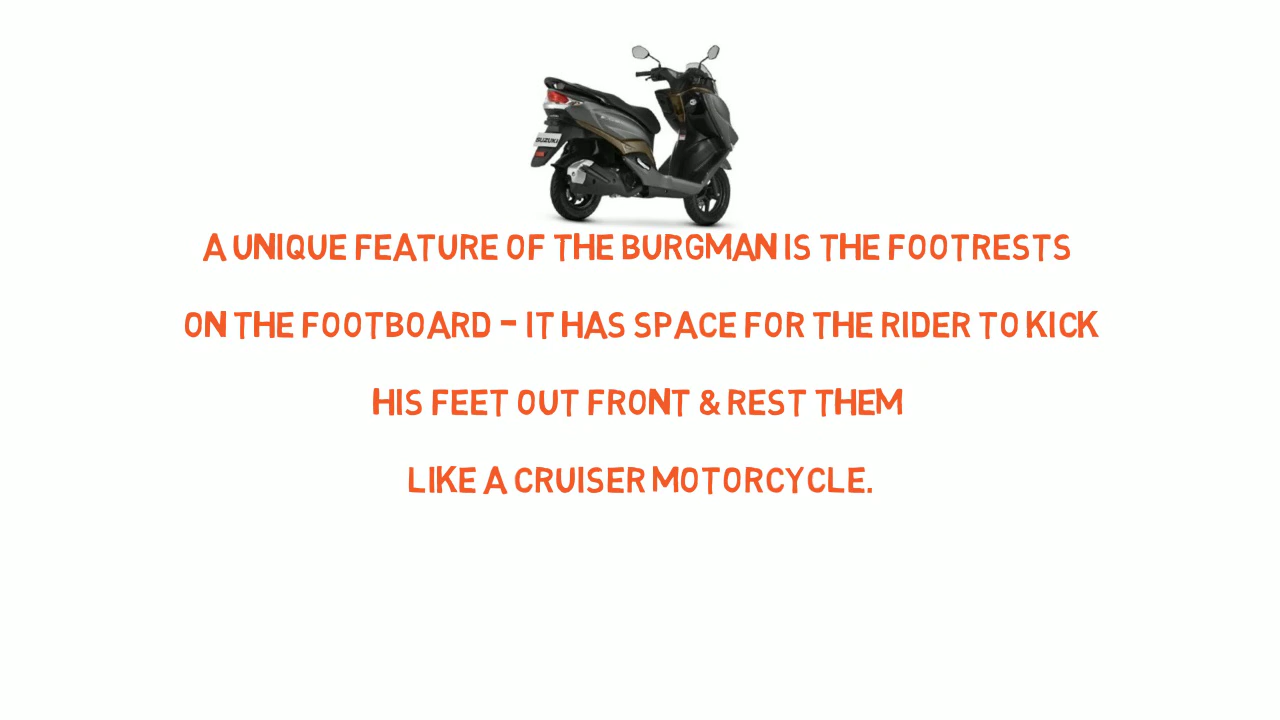 SUZUKI
A UNIQUE FEATURE OF THE BURGMAN IS THE FOOTRESTS
ON THE FOOTBOARD - IT HAS SPACE FOR THE RIDER TO KICK
HIS FEET OUT FRONT & REST THEM
LIKE A CRUISER MOTORCYCLE.